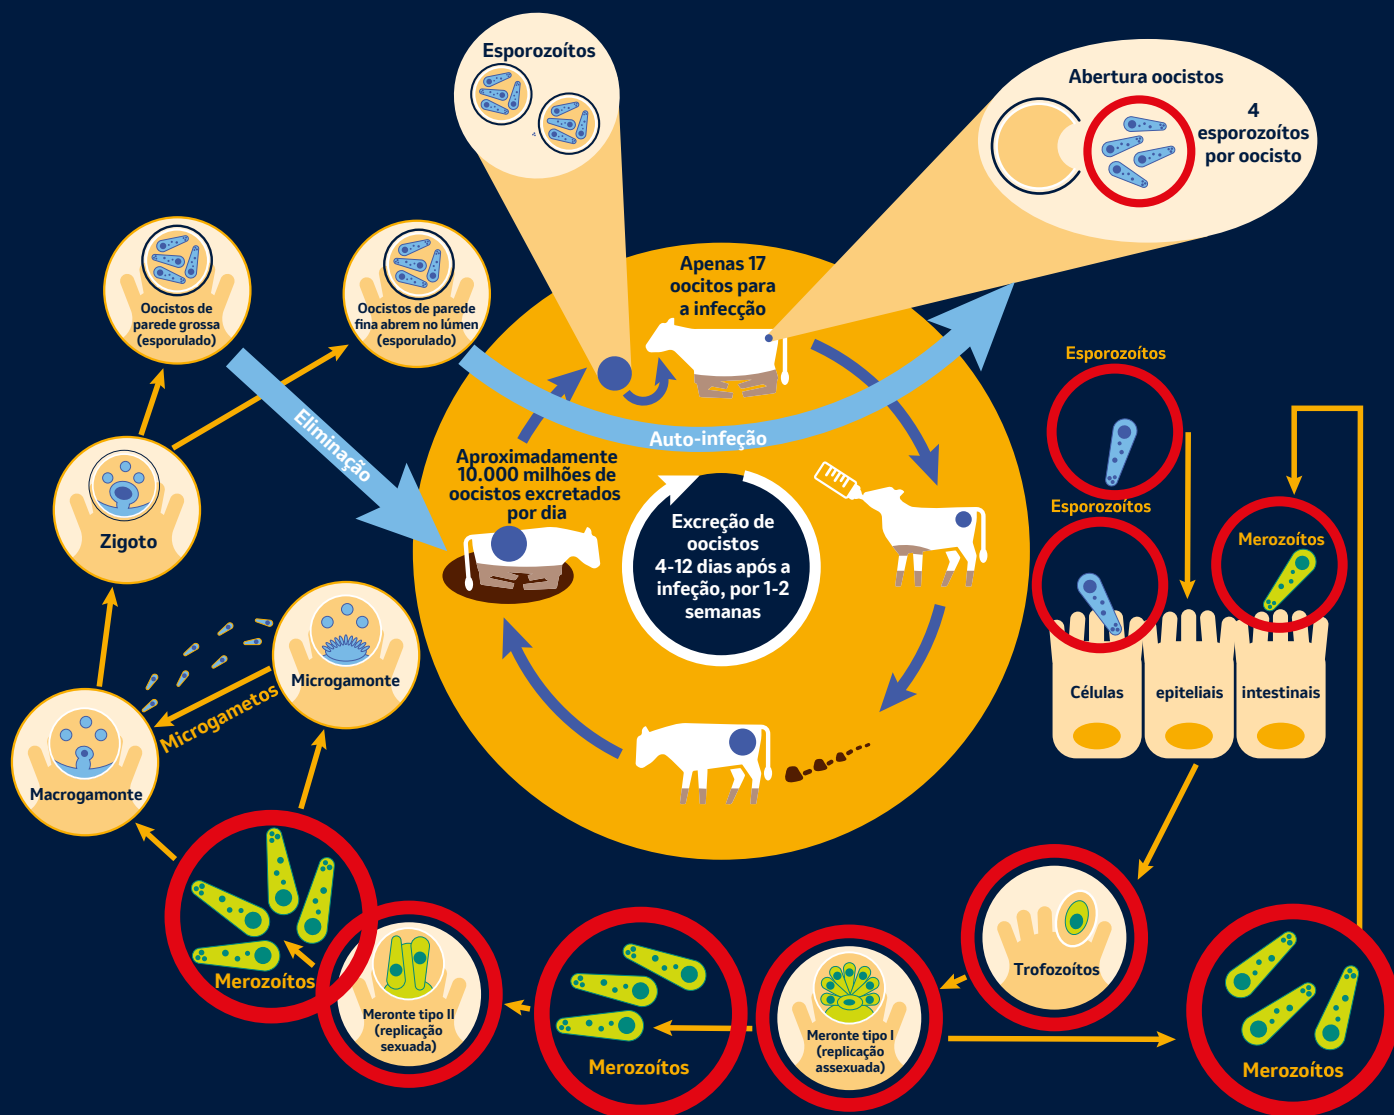 Esporozoítos
Abertura oocistos
4
esporozoítos
por oocisto
Oocistos de
parede grossa
(esporulado)
Oocistos de parede
fina abrem no lúmen
(esporulado)
Apenas 17
oocitos para
a infecção
Esporozoítos
Eliminação
Auto-infeção
Aproximadamente
10.000 milhões de
oocistos excretados
por dia
Esporozoítos
Merozoítos
Zigoto
Excreção de
oocistos
4-12 dias após a
infeção, por 1-2
semanas
Microgamonte
Microgametos
Macrogamonte
Células
epiteliais
intestinais
Trofozoítos
Merozoítos
Meronte tipo II
(replicação
sexuada)
Merozoítos
Meronte tipo I
(replicação
assexuada)
Merozoítos